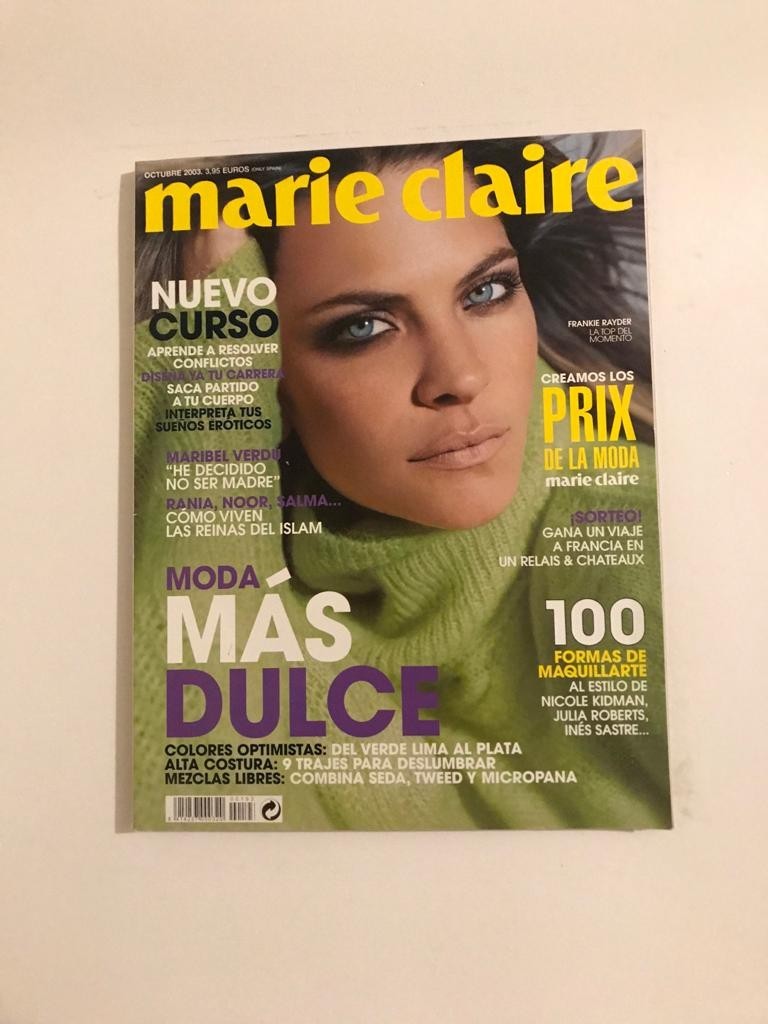 OCTUBRE 2003. 3,95 EUROS (ONLY SPAIN)
marie claire
NUEVO
CURSO
APRENDE A RESOLVER
CONFLICTOS
DISEÑA YA TU CARRERA
SACA PARTIDO
A TU CUERPO
INTERPRETA TUS
SUEÑOS ERÓTICOS
MARIBEL VERDÚ
"HE DECIDIDO
NO SER MADRE"
RANIA, NOOR, SALMA...
CÓMO VIVEN
LAS REINAS DEL ISLAM
FRANKIE RAYDER
LA TOP DEL
MOMENTO
CREAMOS LOS
PRIX
DE LA MODA
marie claire
¡SORTEO!
GANA UN VIAJE
A FRANCIA EN
UN RELAIS & CHATEAUX
MODA
MÁS
DULCE
100
FORMAS DE
MAQUILLARTE
AL ESTILO DE
NICOLE KIDMAN,
JULIA ROBERTS,
INÉS SASTRE...
COLORES OPTIMISTAS: DEL VERDE LIMA AL PLATA
ALTA COSTURA: 9 TRAJES PARA DESLUMBRAR
MEZCLAS LIBRES: COMBINA SEDA, TWEED Y MICROPANA
00193